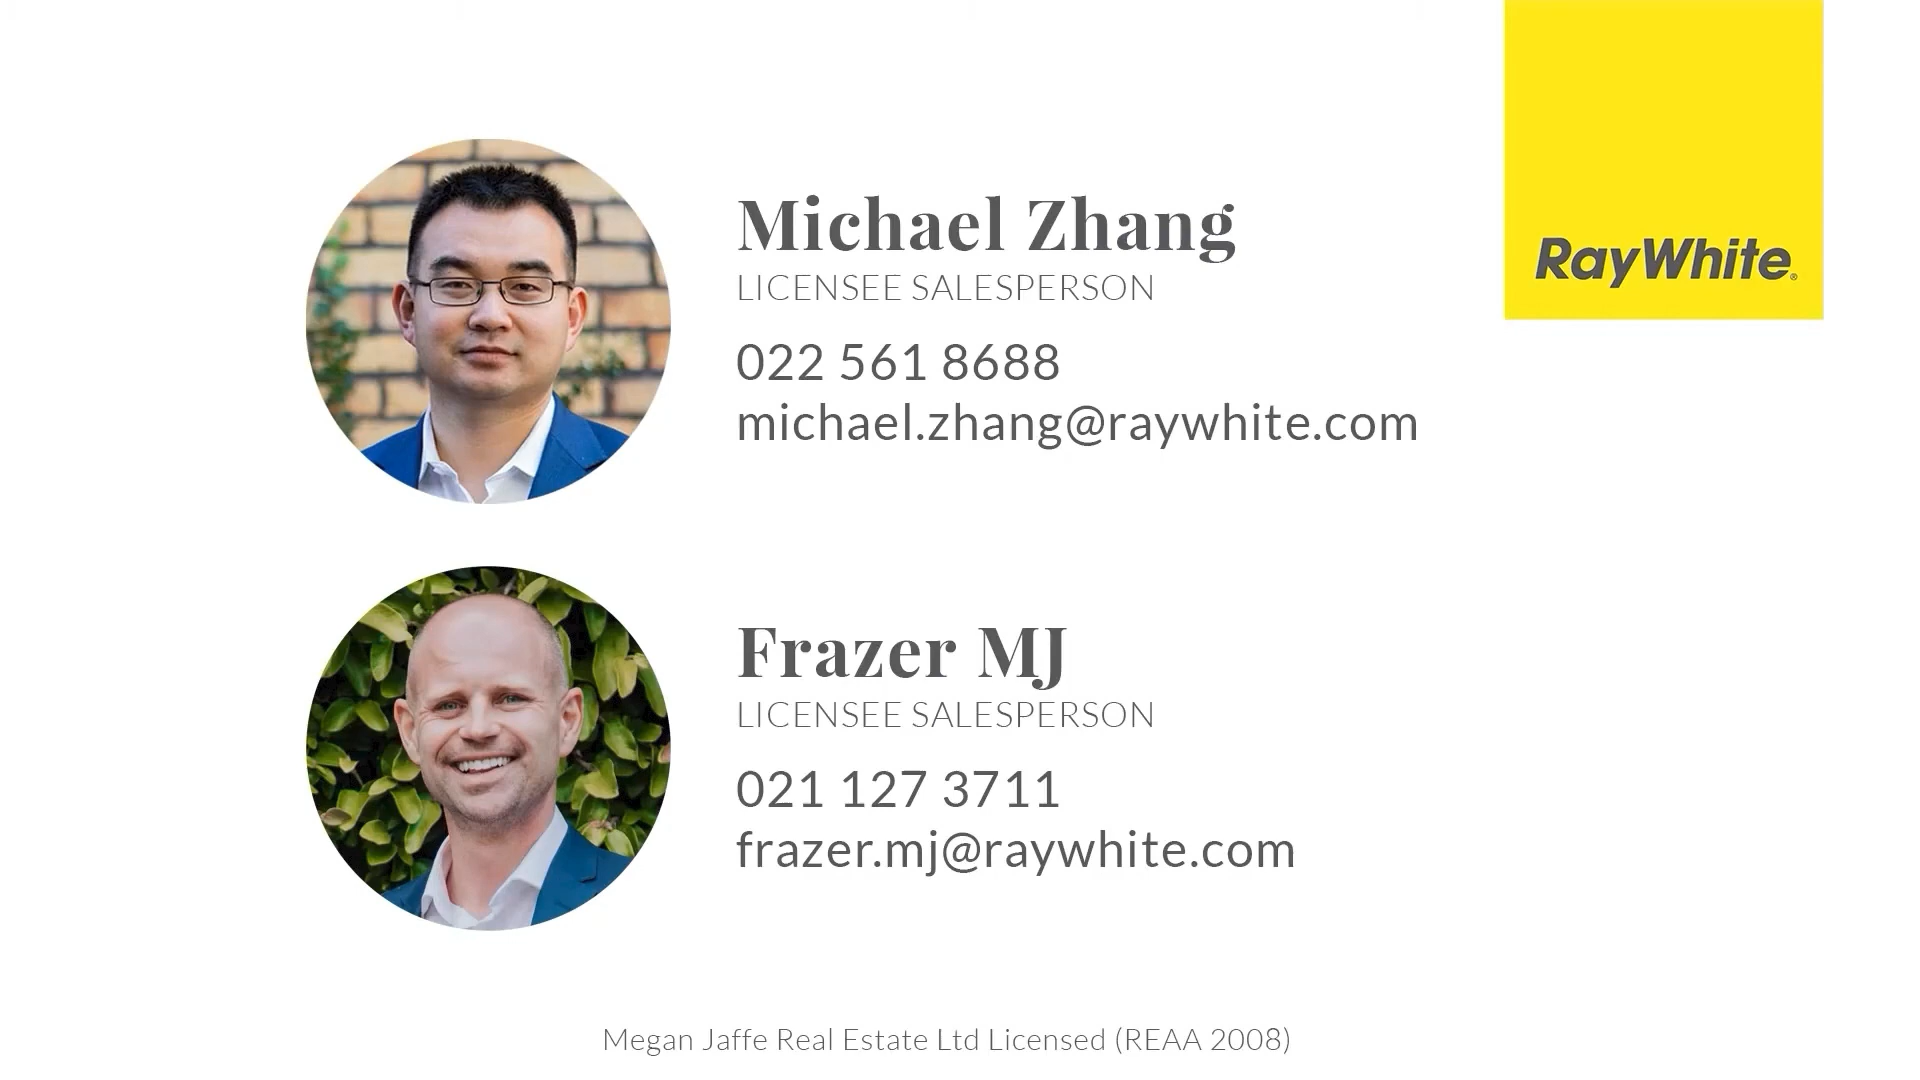 RayWhite®
Michael Zhang
LICENSEE SALESPERSON
022 561 8688
michael.zhang@raywhite.com
Frazer MJ
LICENSEE SALESPERSON
021 127 3711
frazer.mj@raywhite.com
Megan Jaffe Real Estate Ltd Licensed (REAA 2008)